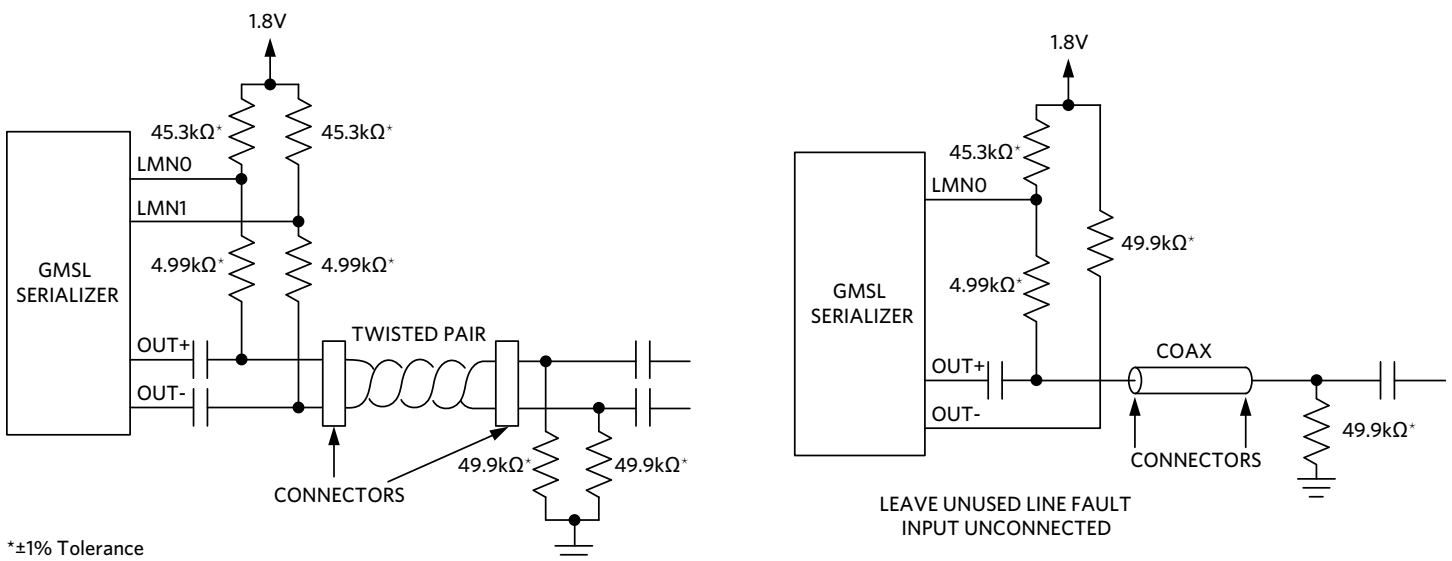 1.8V
45.3kΩ*
45.3kΩ*
LMN0
LMN1
4.99kΩ*
4.99kΩ*
GMSL
SERIALIZER
TWISTED PAIR
OUT+
OUT-
49.9kΩ*
49.9kΩ*
CONNECTORS
*±1% Tolerance
1.8V
45.3kΩ*
LMN0
49.9kΩ*
4.99kΩ*
GMSL
SERIALIZER
COAX
OUT+
OUT-
49.9kΩ*
CONNECTORS
LEAVE UNUSED LINE FAULT
INPUT UNCONNECTED